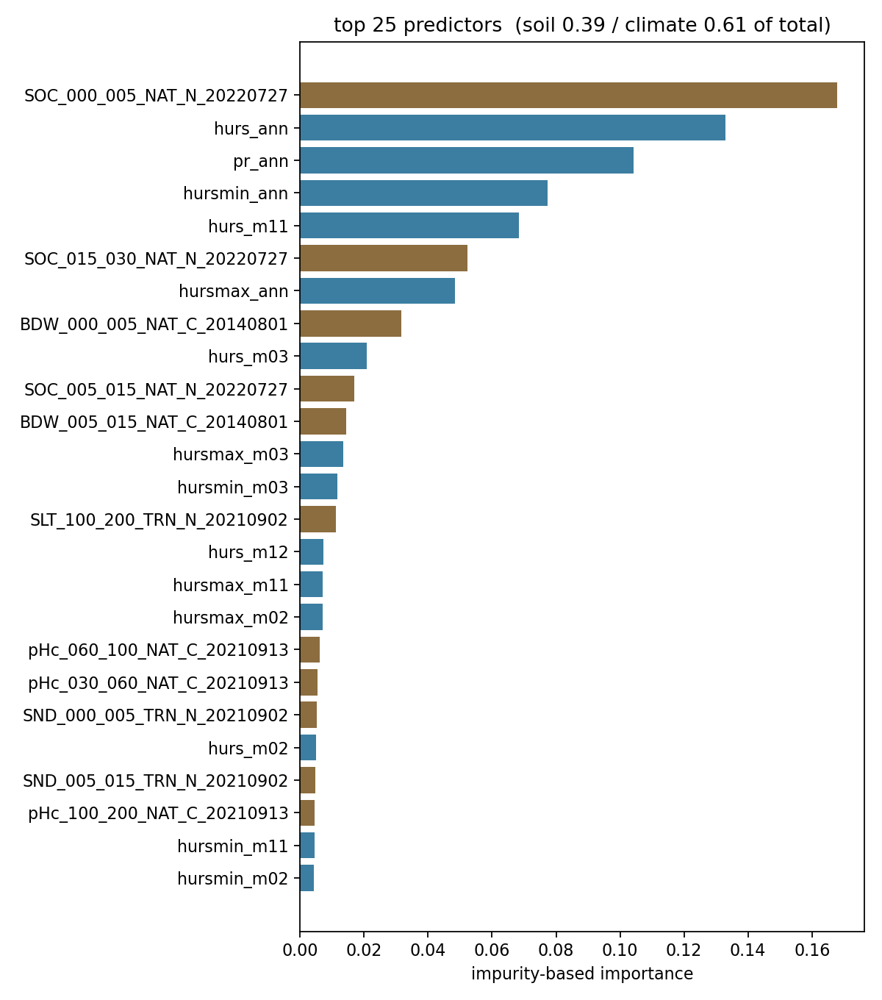 top 25 predictors  (soil 0.39 / climate 0.61 of total)
SOC_000_005_NAT_N_20220727
hurs_ann
pr_ann
hursmin_ann
hurs_m11
SOC_015_030_NAT_N_20220727
hursmax_ann
BDW_000_005_NAT_C_20140801
hurs_m03
SOC_005_015_NAT_N_20220727
BDW_005_015_NAT_C_20140801
hursmax_m03
hursmin_m03
SLT_100_200_TRN_N_20210902
hurs_m12
hursmax_m11
hursmax_m02
pHc_060_100_NAT_C_20210913
pHc_030_060_NAT_C_20210913
SND_000_005_TRN_N_20210902
hurs_m02
SND_005_015_TRN_N_20210902
pHc_100_200_NAT_C_20210913
hursmin_m11
hursmin_m02
0.00 0.02 0.04 0.06 0.08 0.10 0.12 0.14 0.16
impurity-based importance